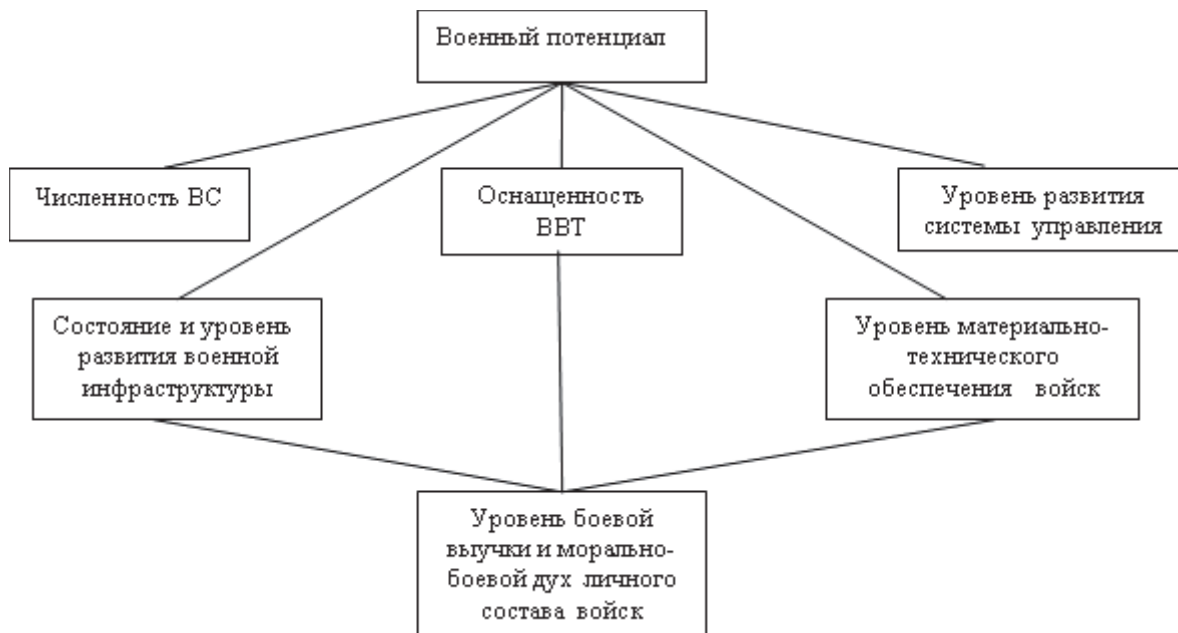 Военный потенциал
Численность ВС
Оснащенность
ВВТ
Уровень развития
системы управления
Состояние и уровень
развития военной
инфраструктуры
Уровень материально-
технического
обеспечения войск
Уровень боевой
выучки и морально-
боевой дух личного
состава войск